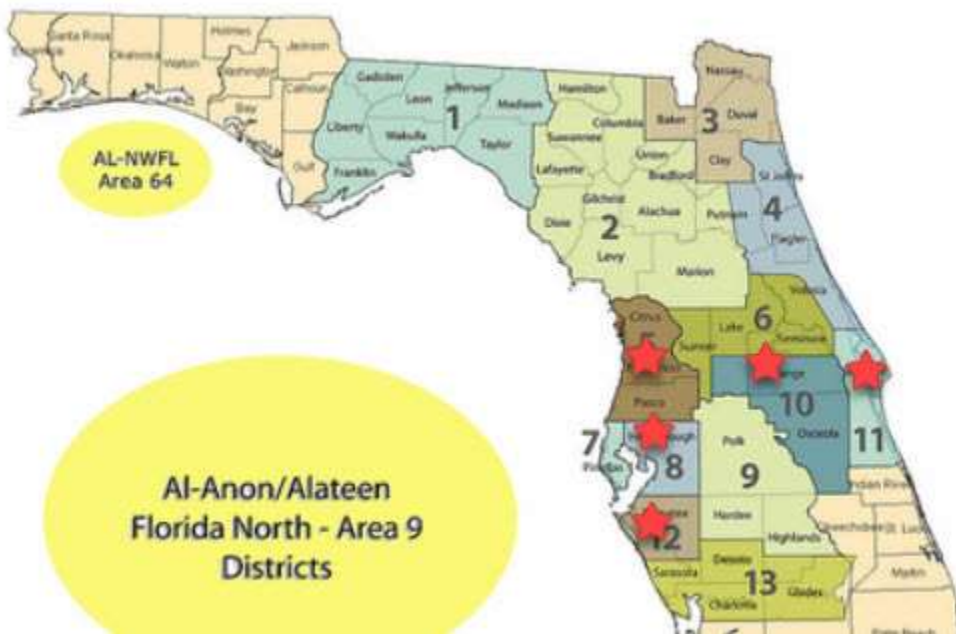 Santa Rosa
Okaloosa
Walton
Holmes
Washington
Jackson
Calhoun
Bay
Gulf
Gadsden
Leon
Jefferson
Madison
Liberty
Wakulla
Taylor
Franklin
1
Hamilton
Suwannee
Columbia
Lafayette
Union
Bradford
Gilchrist
Alachua
Putnam
Dixie
2
Levy
Marion
Nassau
Baker
3
Duval
Clay
St Johns
4
Flagler
Volusia
AL-NWFL
Area 64
Citrus
Pasco
Sumter
Lake
6
Seminole
10
Osceola
11
7
Pinellas
8
Polk
9
Hardee
Highlands
12
Sarasota
Desoto
13
Charlotte
Glades
Indian River
Martin
Al-Anon/Alateen
Florida North - Area 9
Districts